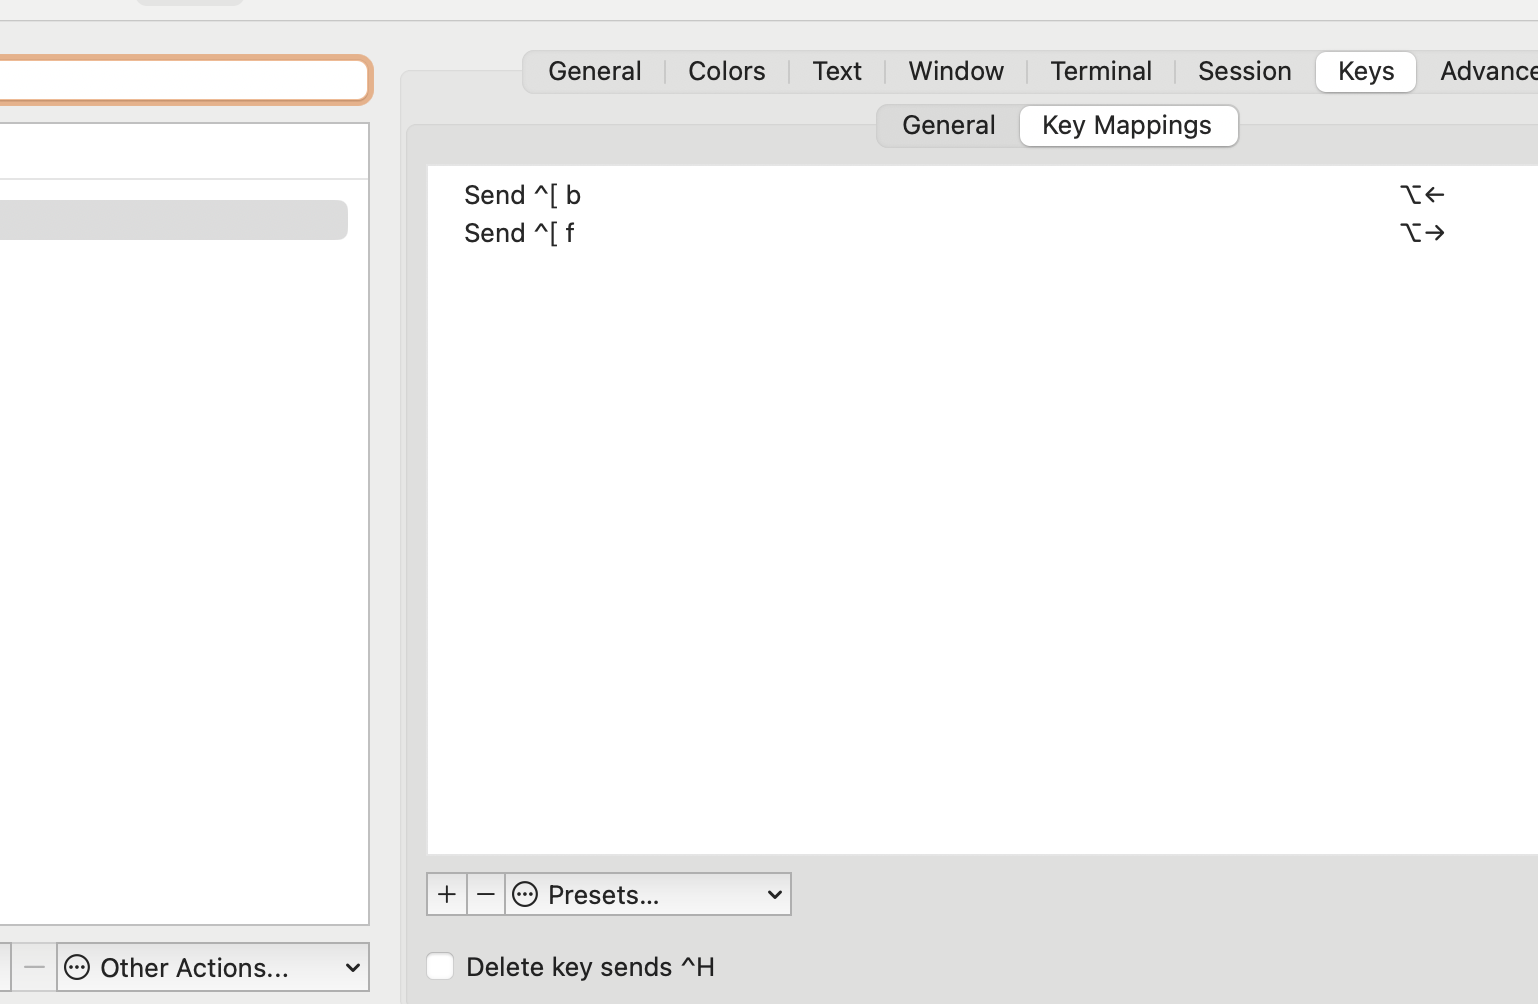 General Colors Text Window Terminal Session Keys Advance
General Key Mappings
Send ^[ b ⌥←
Send ^[ f ⌥→
+ − Presets...
Delete key sends ^H
− Other Actions...